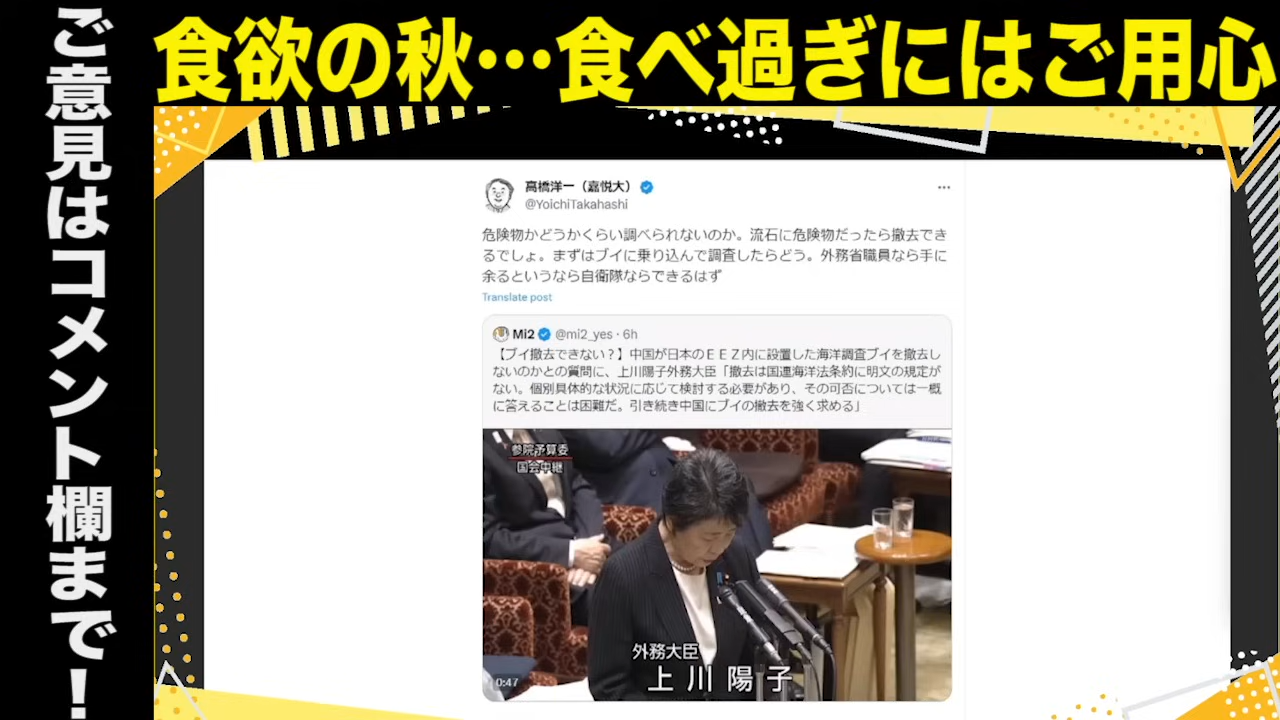 食欲の秋…食べ過ぎにはご用心
ご意見はコメント欄まで！
高橋洋一（嘉悦大）
@YoichiTakahashi
危険物かどうかくらい調べられないのか。流石に危険物だったら撤去でき
るでしょ。まずはブイに乗り込んで調査したらどう。外務省職員なら手に
余るというなら自衛隊ならできるはず
Translate post
Mi2 @mi2_yes · 6h
【ブイ撤去できない？】中国が日本のＥＥＺ内に設置した海洋調査ブイを撤去し
ないのかとの質問に、上川陽子外務大臣「撤去は国連海洋法条約に明文の規定が
ない。個別具体的な状況に応じて検討する必要があり、その可否については一概
に答えることは困難だ。引き続き中国にブイの撤去を強く求める」
参院予算委
国会中継
外務大臣
上川陽子
0:47